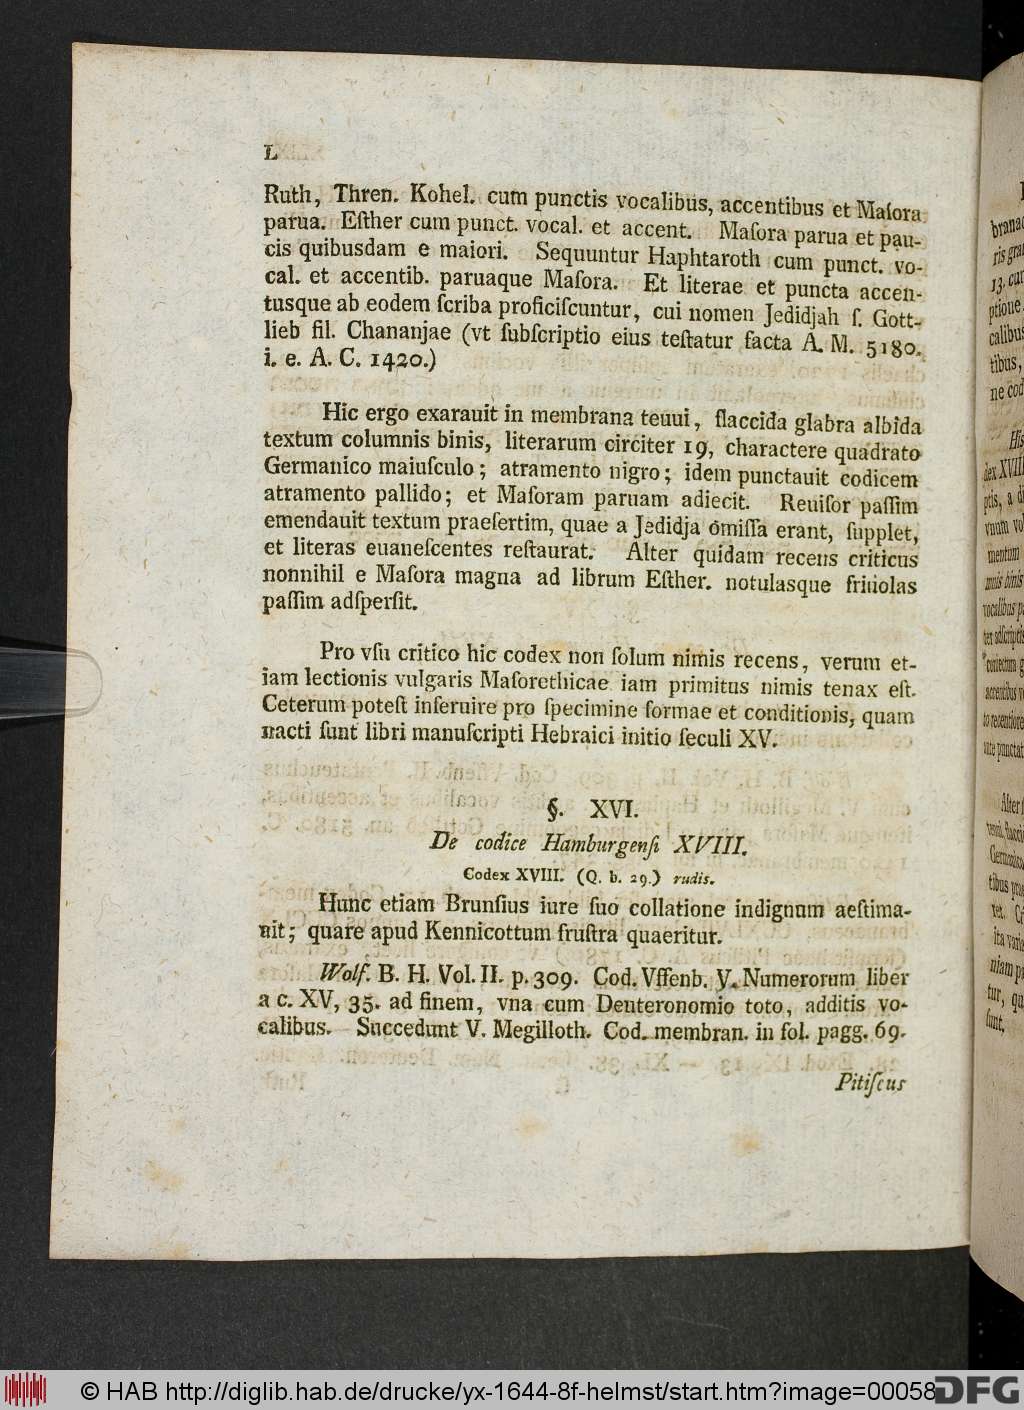 L
Ruth, Thren. Kohel. cum punctis vocalibus, accentibus et Maſora
parua. Eſther cum punct. vocal. et accent. Maſora parua et pau-
cis quibusdam e maiori. Sequuntur Haphtaroth cum punct. vo-
cal. et accentib. paruaque Maſora. Et literae et puncta accen-
tusque ab eodem ſcriba proficiſcuntur, cui nomen Jedidjah ſ. Gott-
lieb fil. Chananjae (vt ſubſcriptio eius teſtatur facta A. M. 5180.
i. e. A. C. 1420.)
Hic ergo exarauit in membrana tenui, flaccida glabra albida
textum columnis binis, literarum circiter 19, charactere quadrato
Germanico maiuſculo; atramento nigro; idem punctauit codicem
atramento pallido; et Maſoram paruam adiecit. Reuiſor paſſim
emendauit textum praeſertim, quae a Jedidja omiſſa erant, ſupplet,
et literas euaneſcentes reſtaurat. Alter quidam recens criticus
nonnihil e Maſora magna ad librum Eſther. notulasque friuolas
paſſim adſperſit.
Pro vſu critico hic codex non ſolum nimis recens, verum et-
iam lectionis vulgaris Maſorethicae iam primitus nimis tenax eſt.
Ceterum poteſt inſeruire pro ſpecimine formae et conditionis, quam
nacti ſunt libri manuſcripti Hebraici initio ſeculi XV.
§. XVI.
De codice Hamburgenſi XVIII.
Codex XVIII. (Q. b. 29.) rudis.
Hunc etiam Brunſius iure ſuo collatione indignum aeſtima-
uit; quare apud Kennicottum fruſtra quaeritur.
Wolf. B. H. Vol. II. p. 309. Cod. Vffenb. V. Numerorum liber
a c. XV, 35. ad finem, vna cum Deuteronomio toto, additis vo-
calibus. Succedunt V. Megilloth. Cod. membran. in fol. pagg. 69.
Pitiſcus
© HAB http://diglib.hab.de/drucke/yx-1644-8f-helmst/start.htm?image=00058
DFG